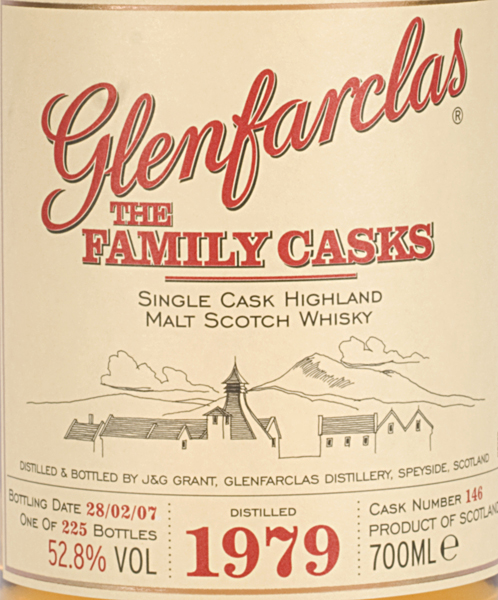 Glenfarclas®
THE
FAMILY CASKS
SINGLE CASK HIGHLAND
MALT SCOTCH WHISKY
DISTILLED & BOTTLED BY J&G GRANT, GLENFARCLAS DISTILLERY, SPEYSIDE, SCOTLAND
BOTTLING DATE 28/02/07
ONE OF 225 BOTTLES
52.8% VOL
DISTILLED
1979
CASK NUMBER 146
PRODUCT OF SCOTLAND
700ML e